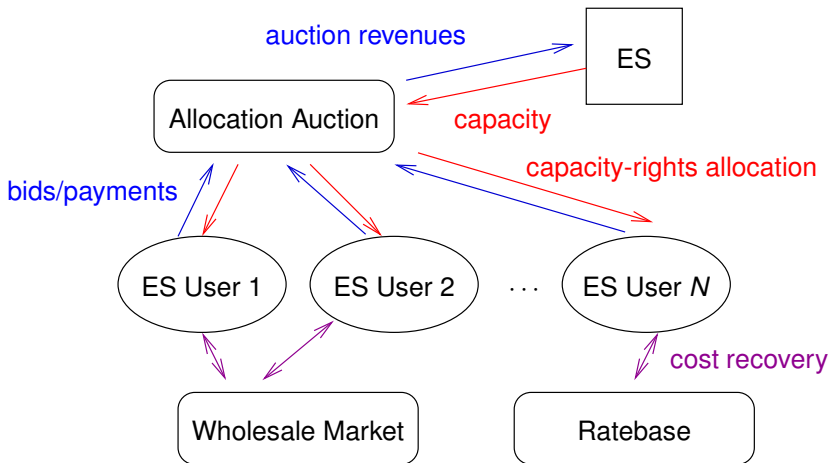 auction revenues
ES
Allocation Auction
capacity
capacity-rights allocation
bids/payments
ES User 1
ES User 2
...
ES User N
cost recovery
Wholesale Market
Ratebase